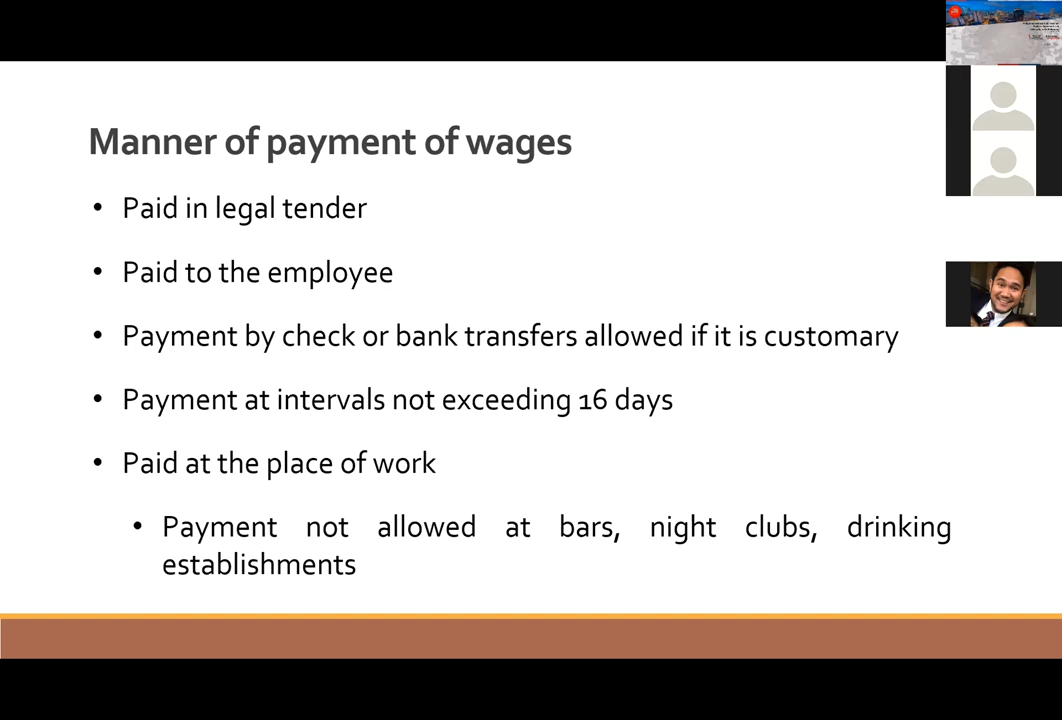 Manner of payment of wages
• Paid in legal tender
• Paid to the employee
• Payment by check or bank transfers allowed if it is customary
• Payment at intervals not exceeding 16 days
• Paid at the place of work
• Payment not allowed at bars, night clubs, drinking
establishments